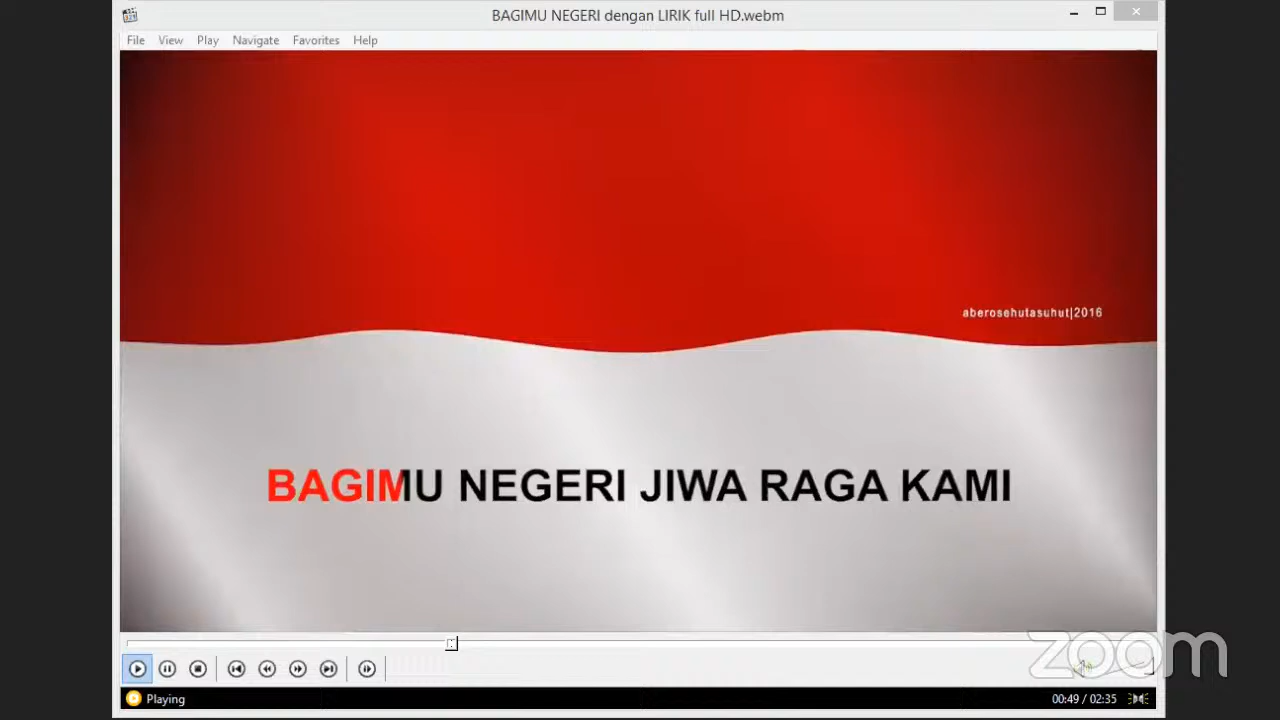 BAGIMU NEGERI dengan LIRIK full HD.webm
File View Play Navigate Favorites Help
aberosehutasuhut|2016
BAGIMU NEGERI JIWA RAGA KAMI
zoom
Playing 00:49 / 02:35